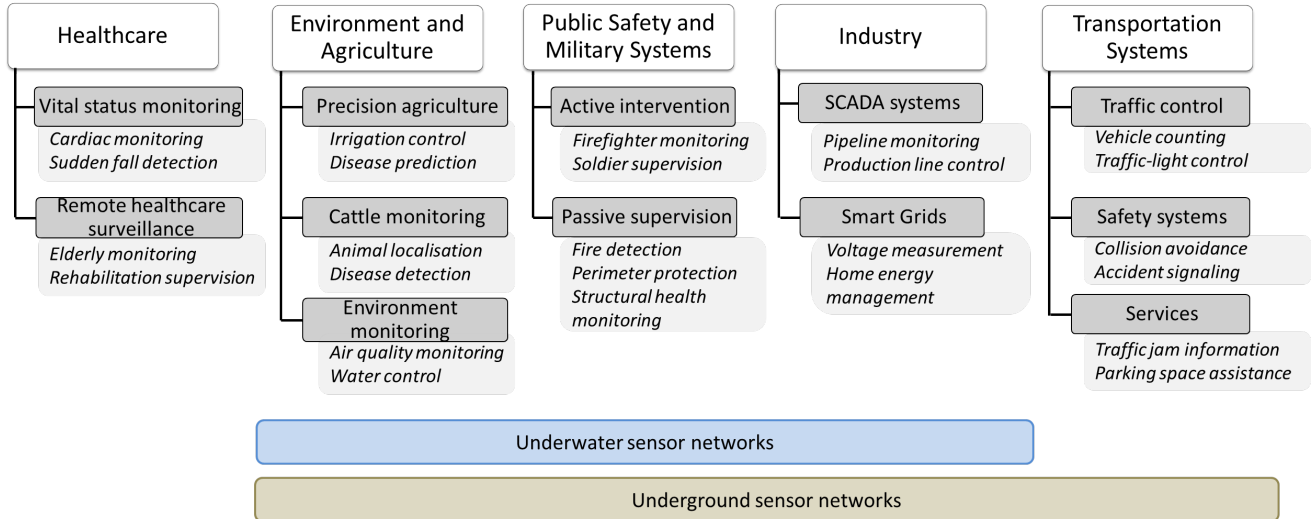 Healthcare
Vital status monitoring
Cardiac monitoring
Sudden fall detection
Remote healthcare
surveillance
Elderly monitoring
Rehabilitation supervision
Environment and
Agriculture
Precision agriculture
Irrigation control
Disease prediction
Cattle monitoring
Animal localisation
Disease detection
Environment
monitoring
Air quality monitoring
Water control
Public Safety and
Military Systems
Active intervention
Firefighter monitoring
Soldier supervision
Passive supervision
Fire detection
Perimeter protection
Structural health
monitoring
Industry
SCADA systems
Pipeline monitoring
Production line control
Smart Grids
Voltage measurement
Home energy
management
Transportation
Systems
Traffic control
Vehicle counting
Traffic-light control
Safety systems
Collision avoidance
Accident signaling
Services
Traffic jam information
Parking space assistance
Underwater sensor networks
Underground sensor networks